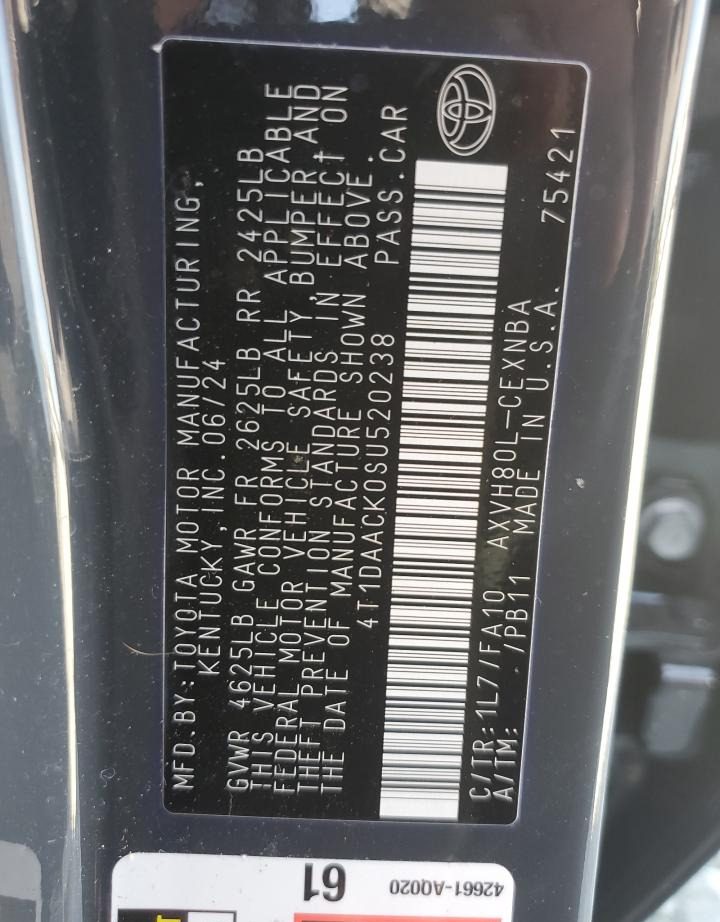 MFD.BY:TOYOTA MOTOR MANUFACTURING,
KENTUCKY,INC.06/24
GVWR 4625LB GAWR FR 2625LB RR 2425LB
THIS VEHICLE CONFORMS TO ALL APPLICABLE
FEDERAL MOTOR VEHICLE SAFETY,BUMPER,AND
THEFT PREVENTION STANDARDS IN EFFECT ON
THE DATE OF MANUFACTURE SHOWN ABOVE.
4T1DAACK0SU520238 PASS.CAR
C/TR:1L7/FA10 AXVH80L-CEXNBA
A/TM: /PB11 MADE IN U.S.A. 75421
42661-AQ020
61